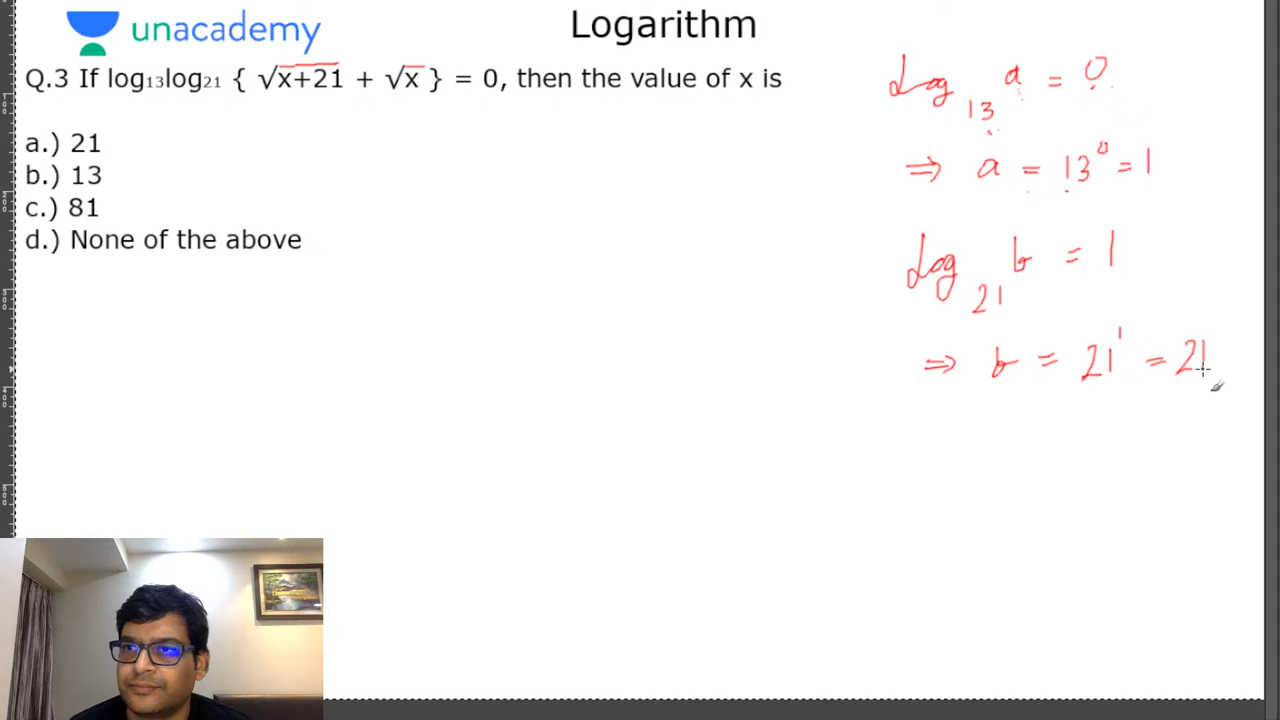 unacademy
Logarithm
Q.3 If log₁₃log₂₁ { √x+21 + √x } = 0, then the value of x is
a.) 21
b.) 13
c.) 81
d.) None of the above
Log₁₃ a = 0
⇒ a = 13⁰ = 1
Log₂₁ b = 1
⇒ b = 21¹ = 21